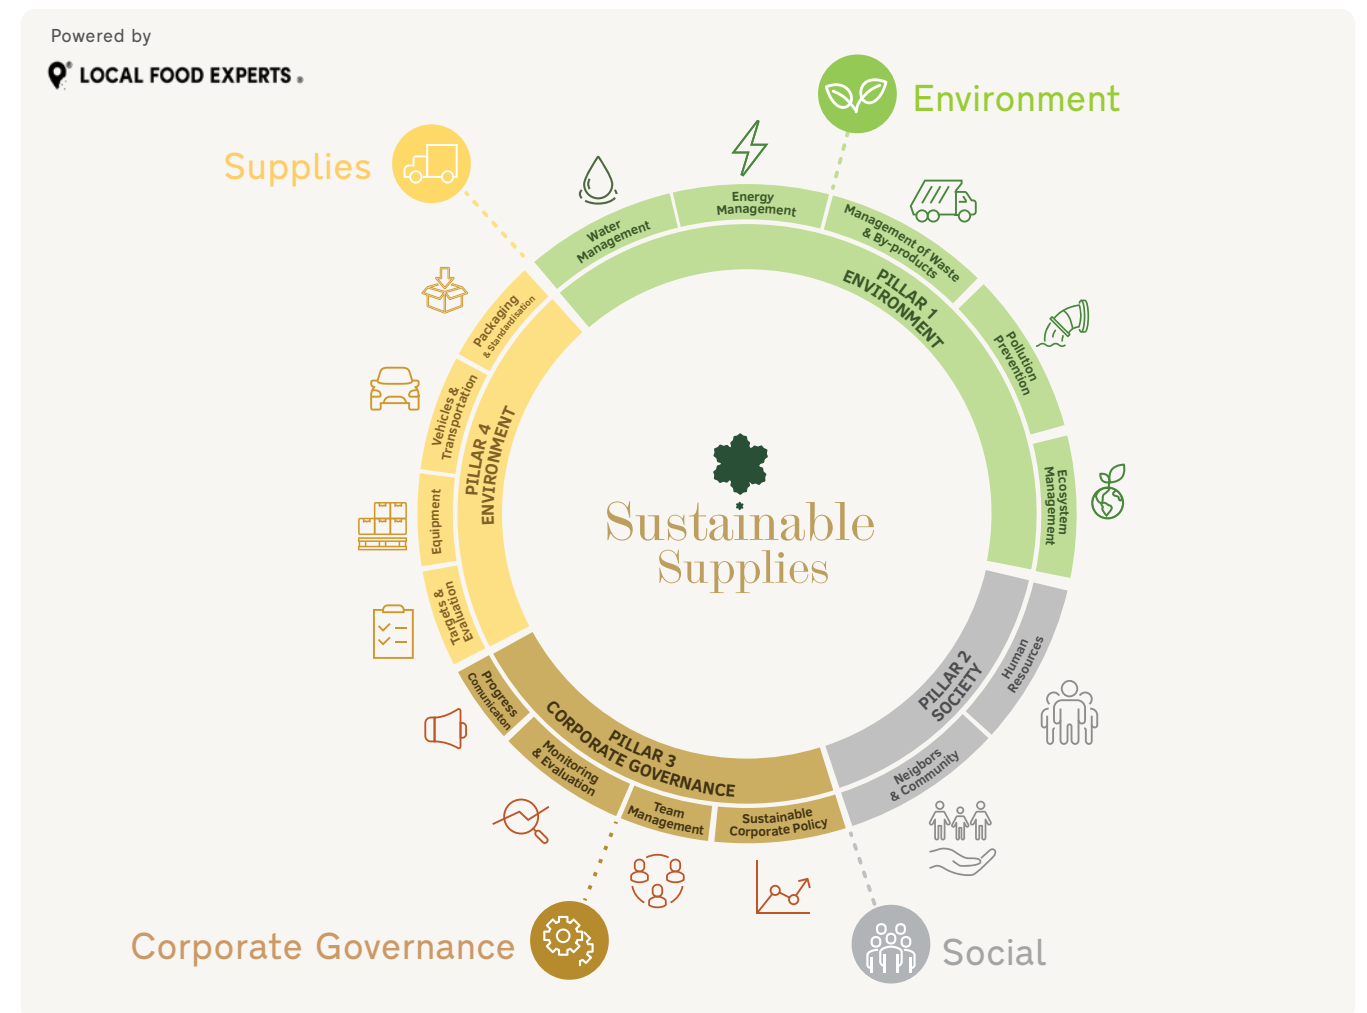 Powered by
LOCAL FOOD EXPERTS ®
Environment
Supplies
Water
Management
Energy
Management
Management of Waste
& By-products
Pollution
Prevention
Ecosystem
Management
PILLAR 1
ENVIRONMENT
Packaging
& Standardisation
Vehicles &
Transportation
Equipment
Targets &
Evaluation
PILLAR 4
ENVIRONMENT
Sustainable
Supplies
Human
Resources
Neigbors
& Community
PILLAR 2
SOCIETY
PILLAR 3
CORPORATE GOVERNANCE
Progress
Comunicaton
Monitoring
& Evaluation
Team
Management
Sustainable
Corporate Policy
Corporate Governance
Social